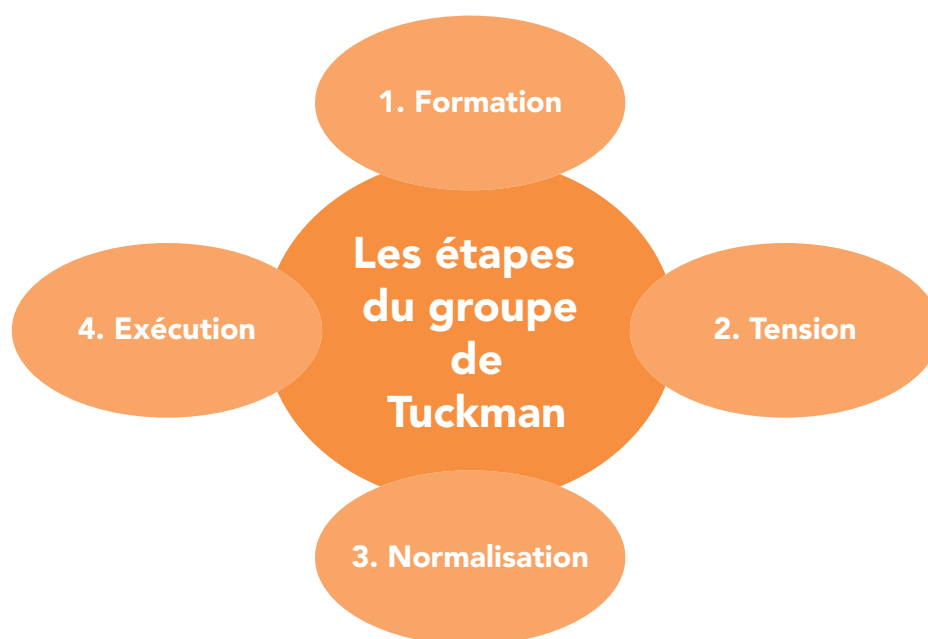 1. Formation
Les étapes
du groupe
de
Tuckman
4. Exécution
2. Tension
3. Normalisation